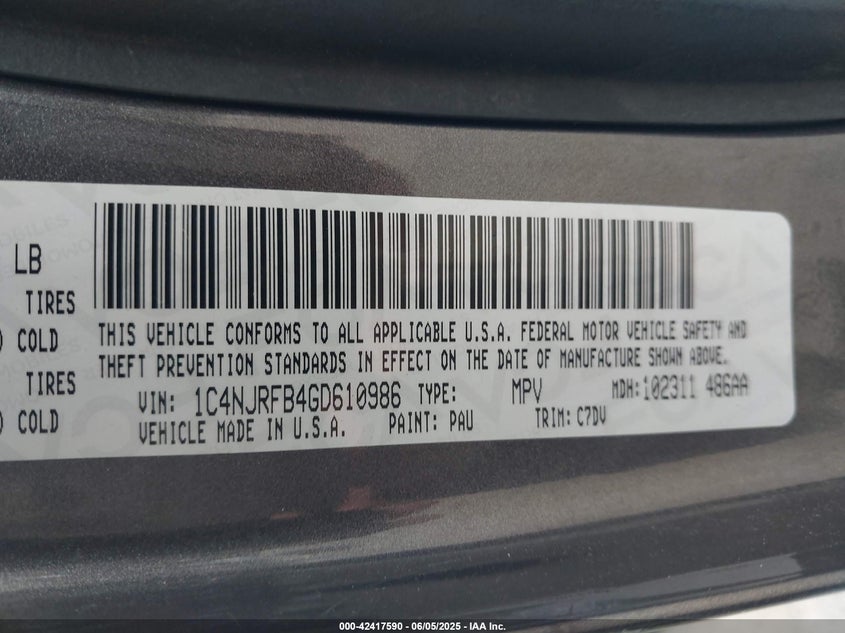 LB
TIRES
COLD
TIRES
COLD
THIS VEHICLE CONFORMS TO ALL APPLICABLE U.S.A. FEDERAL MOTOR VEHICLE SAFETY AND
THEFT PREVENTION STANDARDS IN EFFECT ON THE DATE OF MANUFACTURE SHOWN ABOVE.
VIN: 1C4NJRFB4GD610986 TYPE: MPV MDH:102311 486AA
VEHICLE MADE IN U.S.A. PAINT: PAU TRIM: C7DV
000-42417590 - 06/05/2025 - IAA Inc.